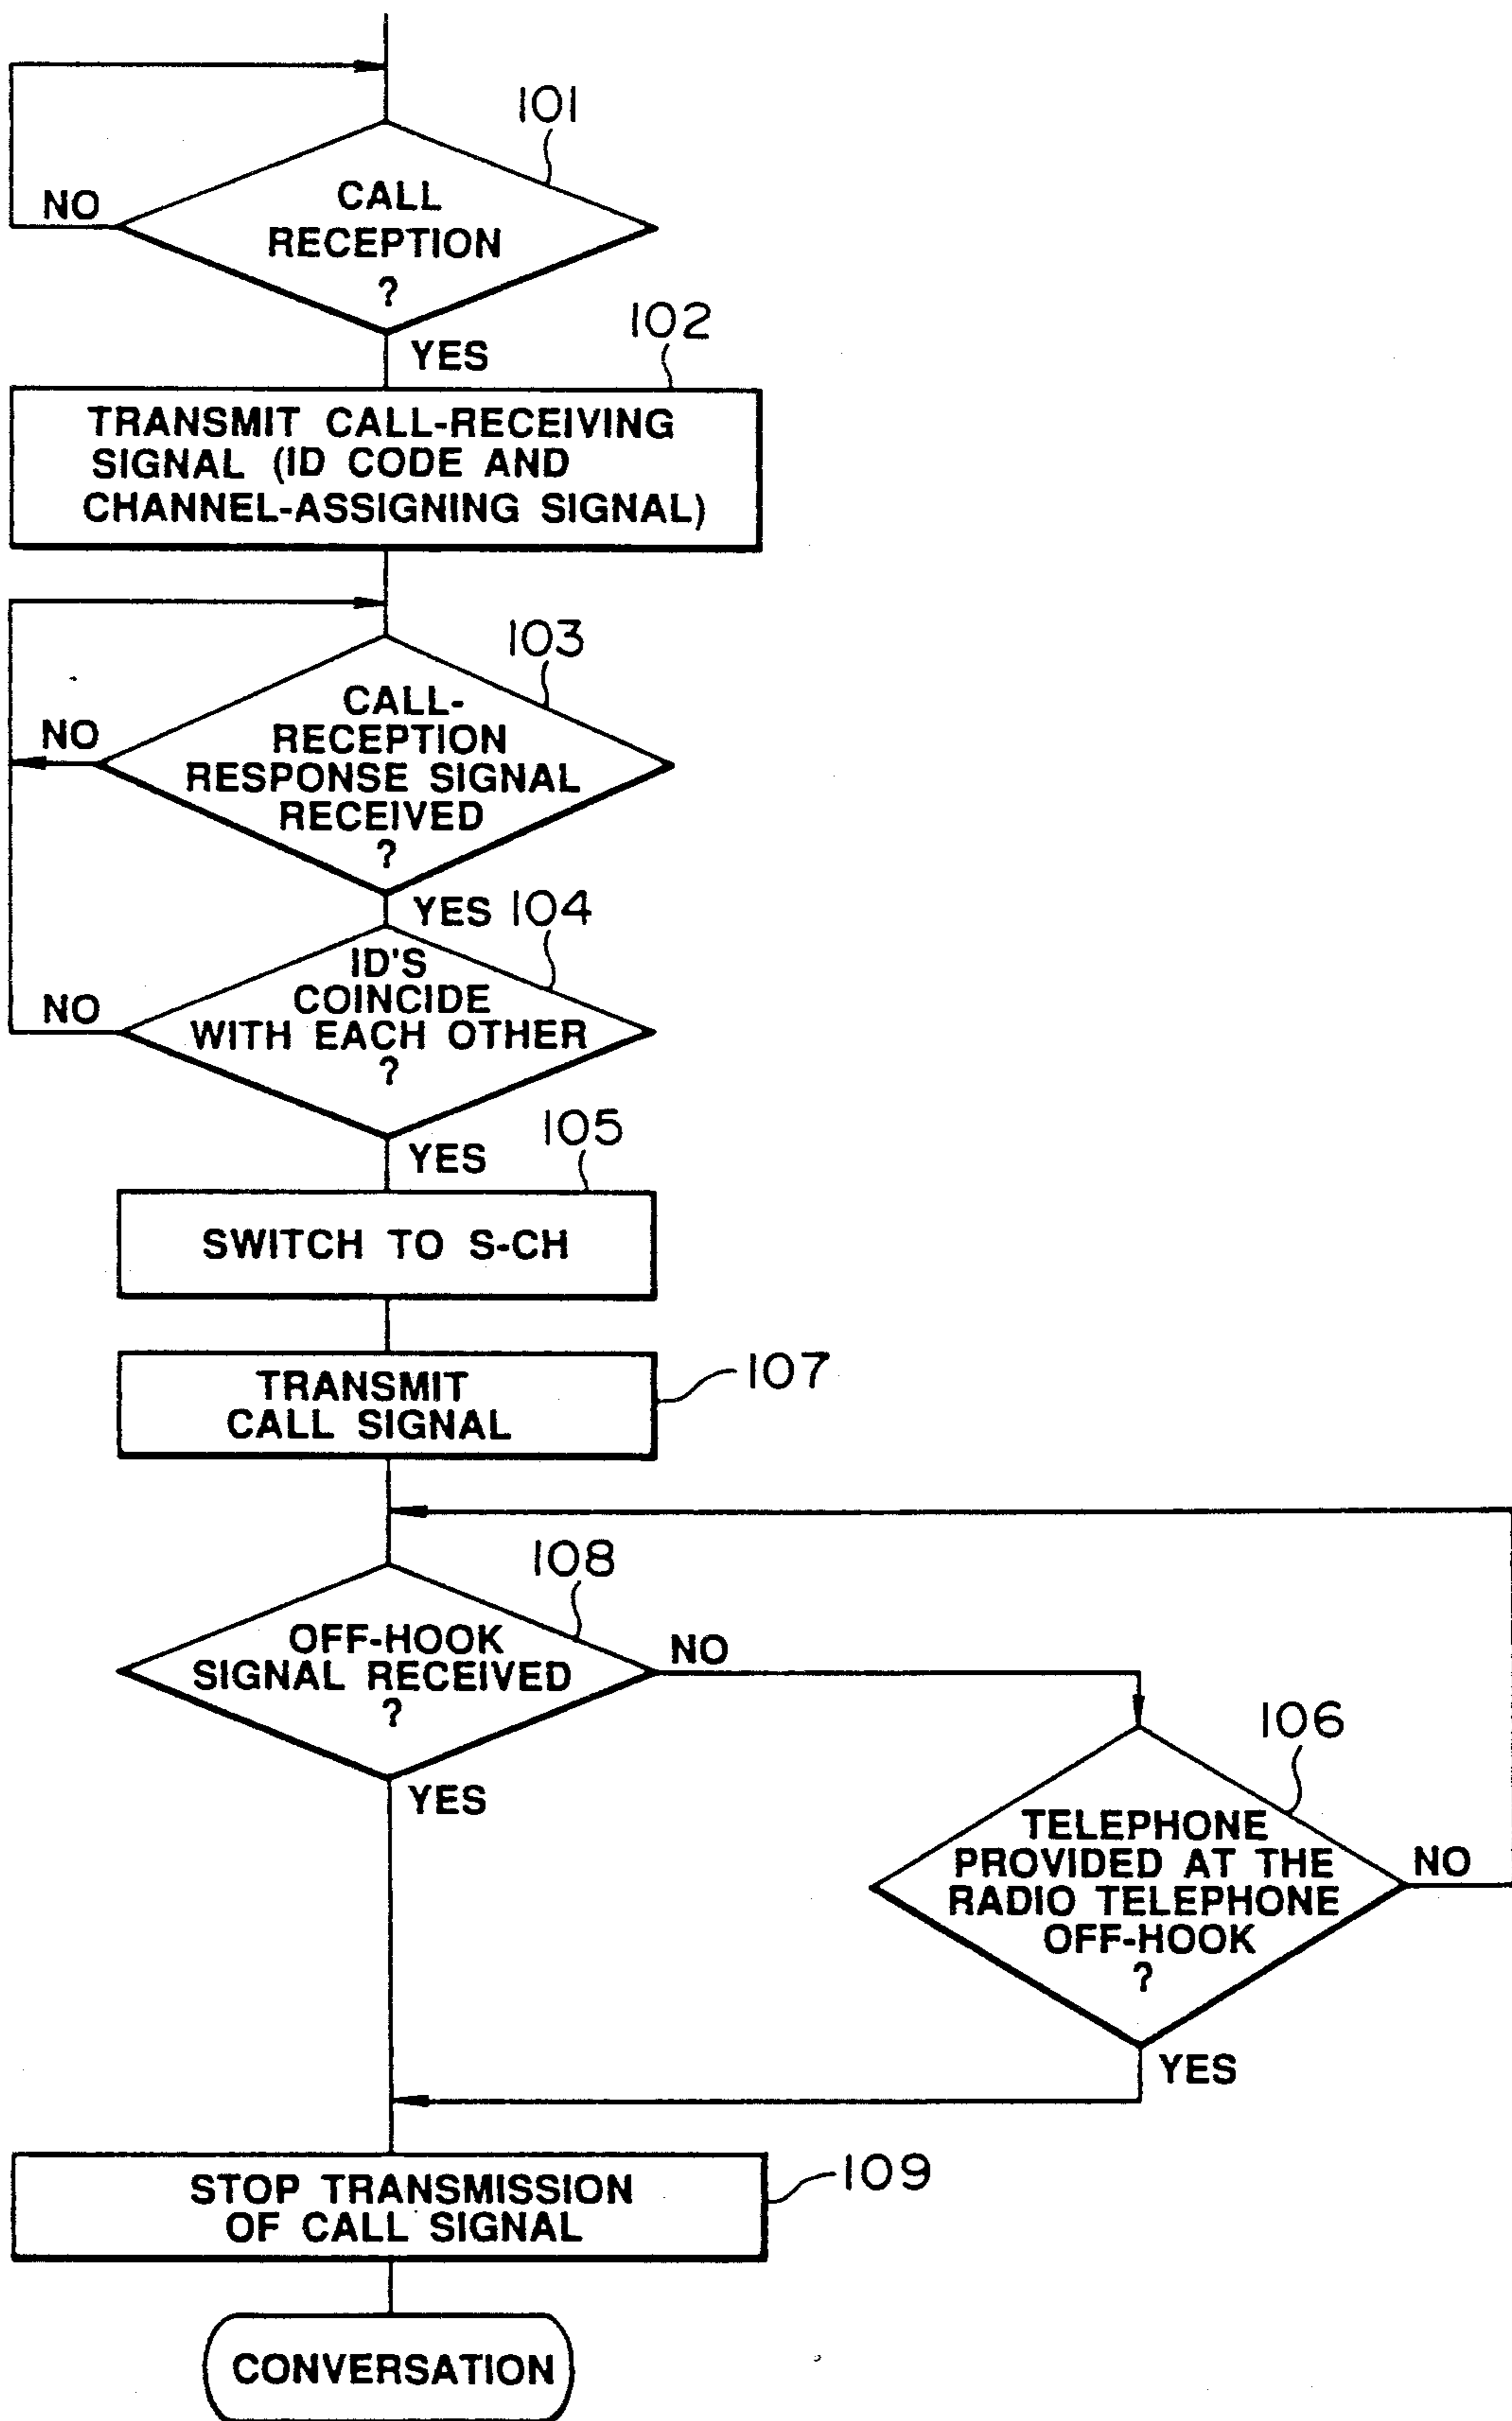 101
CALL
RECEPTION
?
NO
YES
102
TRANSMIT CALL-RECEIVING
SIGNAL (ID CODE AND
CHANNEL-ASSIGNING SIGNAL)
103
CALL-
RECEPTION
RESPONSE SIGNAL
RECEIVED
?
NO
YES
104
ID'S
COINCIDE
WITH EACH OTHER
?
NO
YES
105
SWITCH TO S-CH
TRANSMIT
CALL SIGNAL
107
108
OFF-HOOK
SIGNAL RECEIVED
?
NO
YES
106
TELEPHONE
PROVIDED AT THE
RADIO TELEPHONE
OFF-HOOK
?
NO
YES
STOP TRANSMISSION
OF CALL SIGNAL
109
CONVERSATION